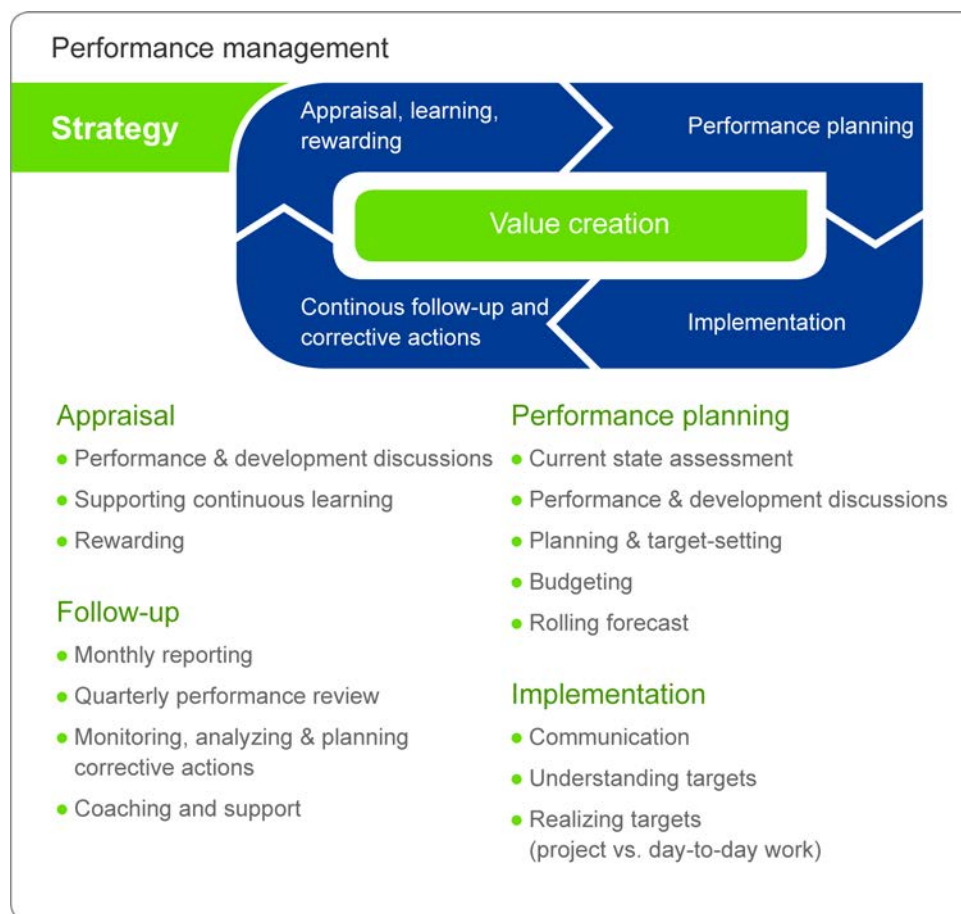 Performance management
Strategy
Appraisal, learning,
rewarding
Performance planning
Value creation
Continous follow-up and
corrective actions
Implementation
Appraisal
• Performance & development discussions
• Supporting continuous learning
• Rewarding
Follow-up
• Monthly reporting
• Quarterly performance review
• Monitoring, analyzing & planning
corrective actions
• Coaching and support
Performance planning
• Current state assessment
• Performance & development discussions
• Planning & target-setting
• Budgeting
• Rolling forecast
Implementation
• Communication
• Understanding targets
• Realizing targets
(project vs. day-to-day work)